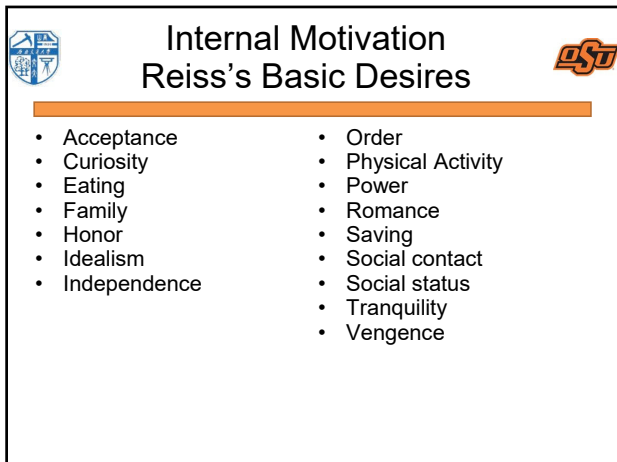 Internal Motivation
Reiss's Basic Desires
OSU
• Acceptance
• Curiosity
• Eating
• Family
• Honor
• Idealism
• Independence
• Order
• Physical Activity
• Power
• Romance
• Saving
• Social contact
• Social status
• Tranquility
• Vengence